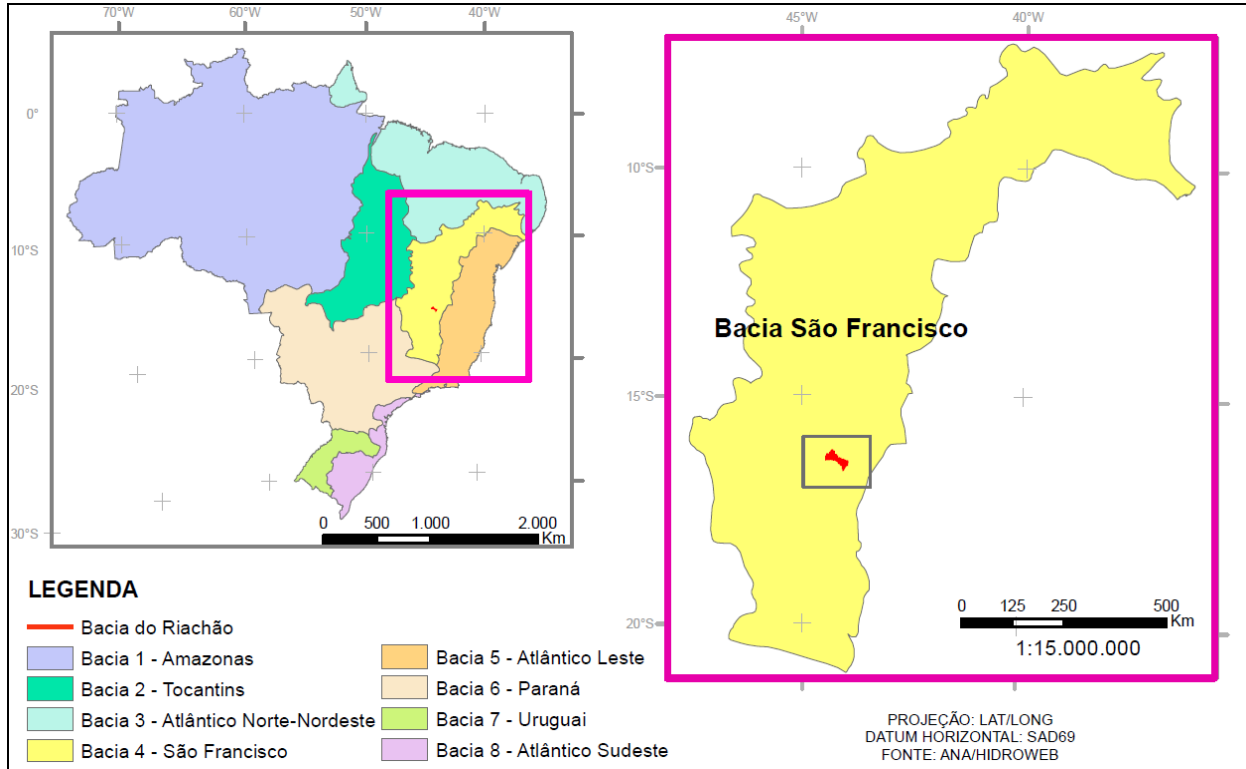 70°W 60°W 50°W 40°W
0°
10°S
20°S
30°S
0 500 1.000 2.000
Km
45°W 40°W
10°S
15°S
20°S
Bacia São Francisco
0 125 250 500
Km
1:15.000.000
LEGENDA
Bacia do Riachão
Bacia 1 - Amazonas
Bacia 2 - Tocantins
Bacia 3 - Atlântico Norte-Nordeste
Bacia 4 - São Francisco
Bacia 5 - Atlântico Leste
Bacia 6 - Paraná
Bacia 7 - Uruguai
Bacia 8 - Atlântico Sudeste
PROJEÇÃO: LAT/LONG
DATUM HORIZONTAL: SAD69
FONTE: ANA/HIDROWEB